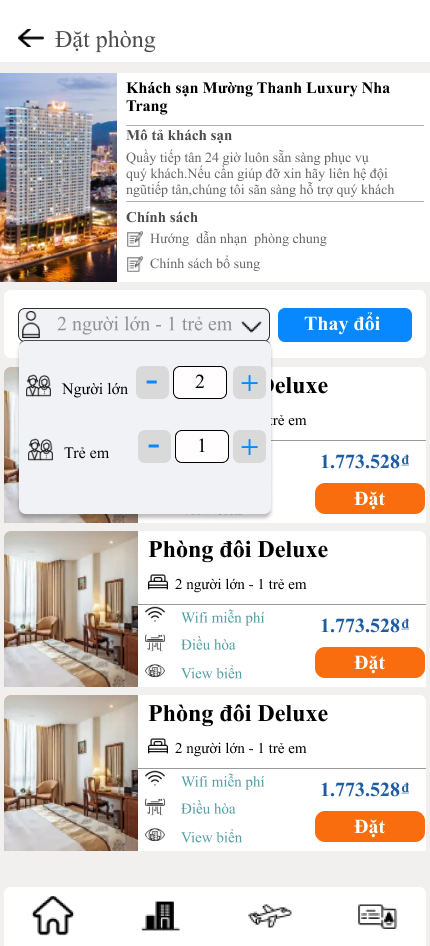 Đặt phòng
Khách sạn Mường Thanh Luxury Nha
Trang
Mô tả khách sạn
Quầy tiếp tân 24 giờ luôn sẵn sàng phục vụ
quý khách.Nếu cần giúp đỡ xin hãy liên hệ đội
ngũtiếp tân,chúng tôi sãn sàng hỗ trợ quý khách
Chính sách
Hướng dẫn nhạn phòng chung
Chính sách bổ sung
2 người lớn - 1 trẻ em
Thay đổi
Người lớn - 2 +
Trẻ em - 1 +
Deluxe
trẻ em
1.773.528₫
Đặt
Phòng đôi Deluxe
2 người lớn - 1 trẻ em
Wifi miễn phí
1.773.528₫
Điều hòa
Đặt
View biển
Phòng đôi Deluxe
2 người lớn - 1 trẻ em
Wifi miễn phí
1.773.528₫
Điều hòa
Đặt
View biển